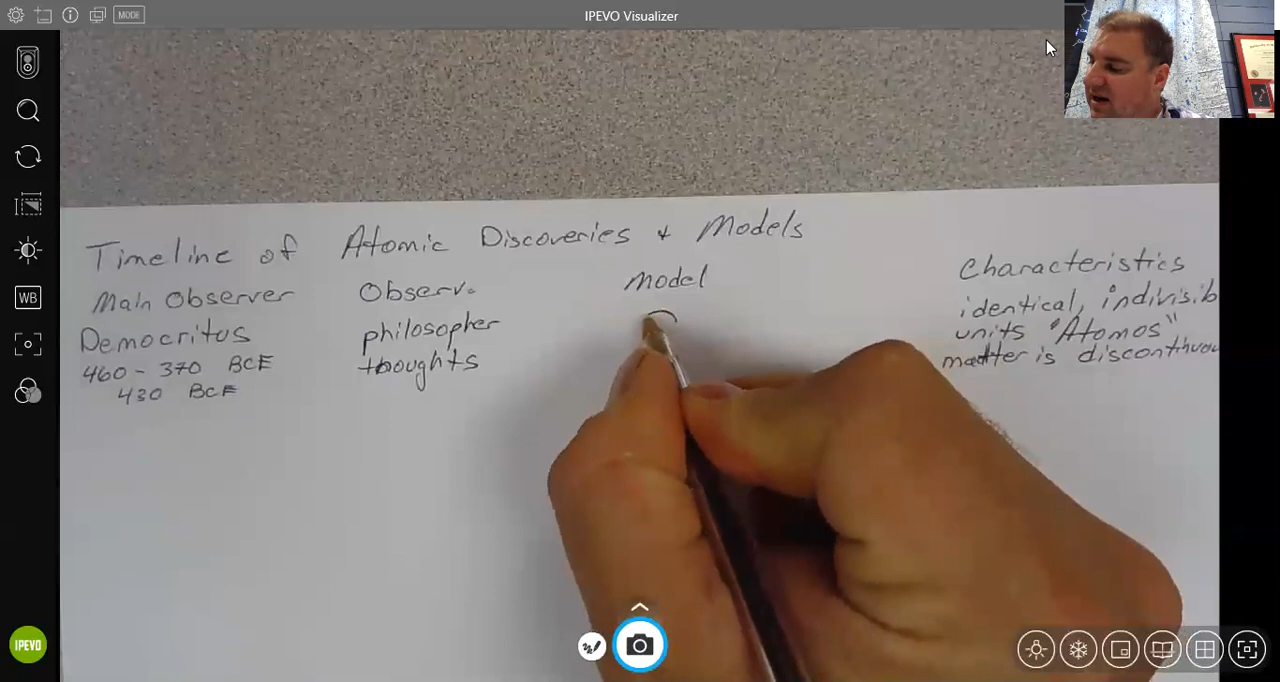 IPEVO Visualizer
MODE
Timeline of Atomic Discoveries + Models
Main Observer Observ. Model Characteristics
Democritus philosopher identical, indivisib
460 - 370 BCE thoughts units "Atomos"
430 BCE matter is discontinuou
WB
IPEVO